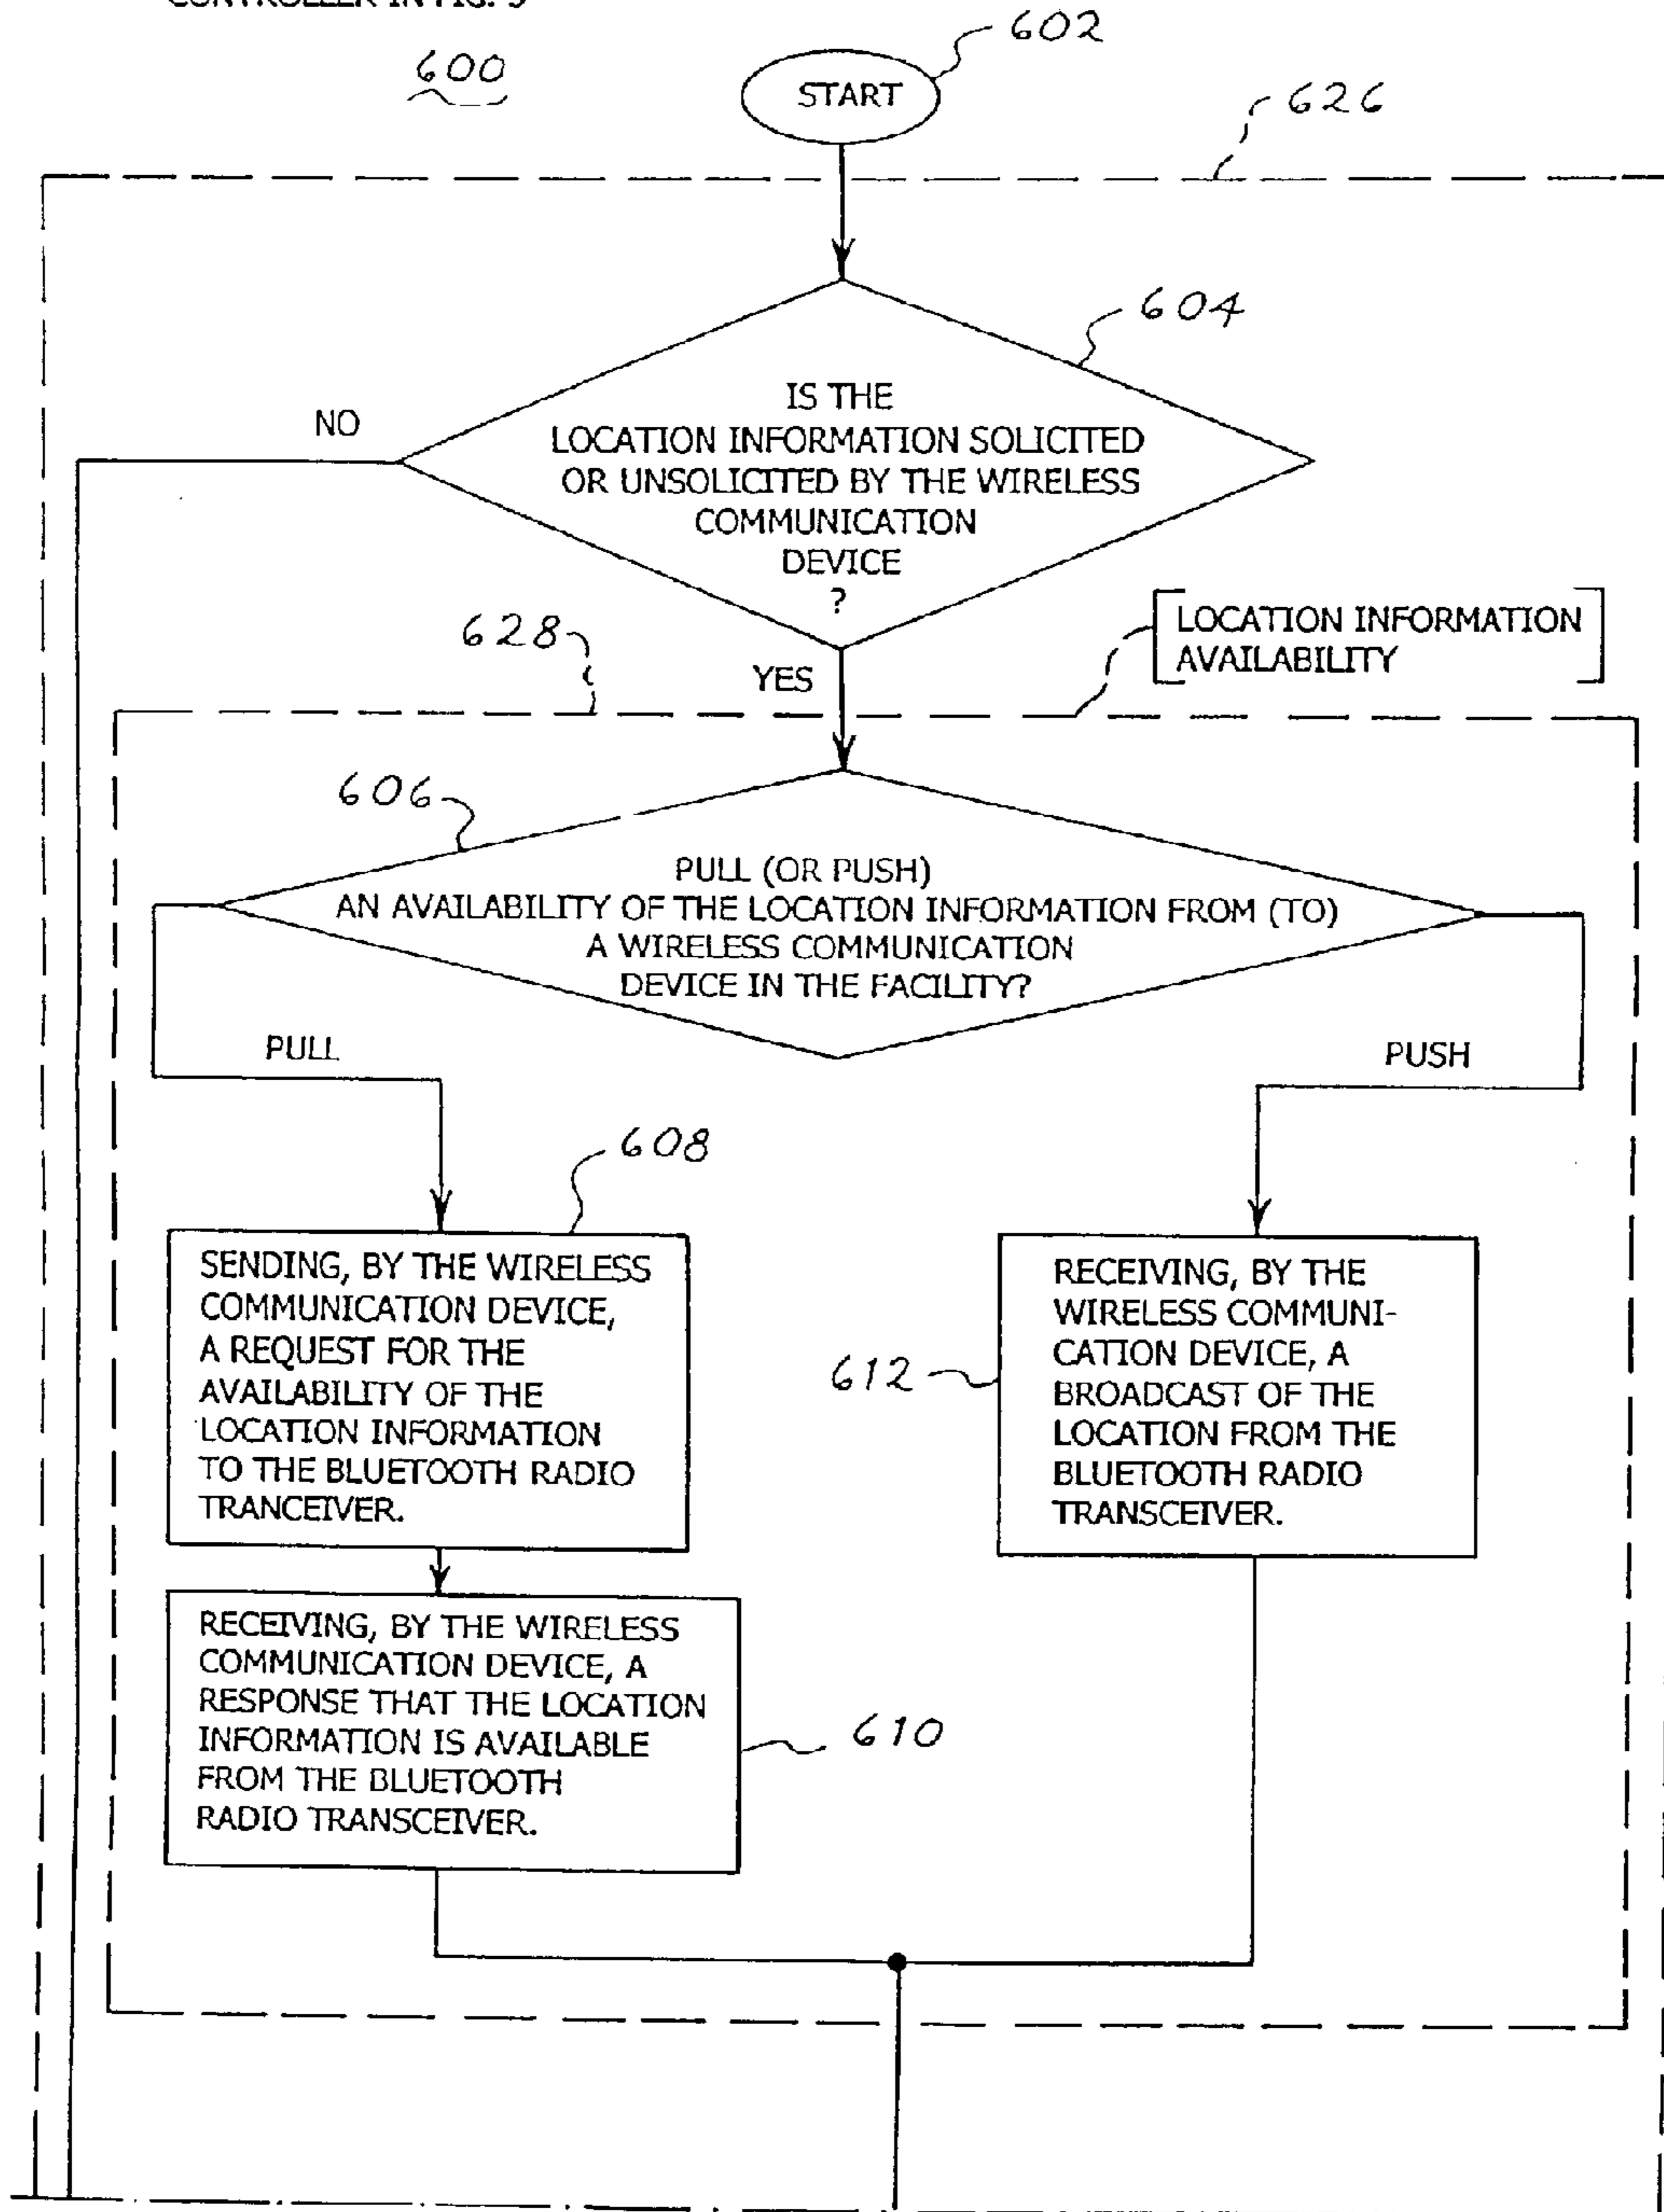 602
600
START
626
604
NO
IS THE
LOCATION INFORMATION SOLICITED
OR UNSOLICITED BY THE WIRELESS
COMMUNICATION
DEVICE
?
628
LOCATION INFORMATION
AVAILABILITY
YES
606
PULL (OR PUSH)
AN AVAILABILITY OF THE LOCATION INFORMATION FROM (TO)
A WIRELESS COMMUNICATION
DEVICE IN THE FACILITY?
PULL
PUSH
608
SENDING, BY THE WIRELESS
COMMUNICATION DEVICE,
A REQUEST FOR THE
AVAILABILITY OF THE
LOCATION INFORMATION
TO THE BLUETOOTH RADIO
TRANCEIVER.
612
RECEIVING, BY THE
WIRELESS COMMUNI-
CATION DEVICE, A
BROADCAST OF THE
LOCATION FROM THE
BLUETOOTH RADIO
TRANSCEIVER.
RECEIVING, BY THE WIRELESS
COMMUNICATION DEVICE, A
RESPONSE THAT THE LOCATION
INFORMATION IS AVAILABLE
FROM THE BLUETOOTH
RADIO TRANSCEIVER.
610